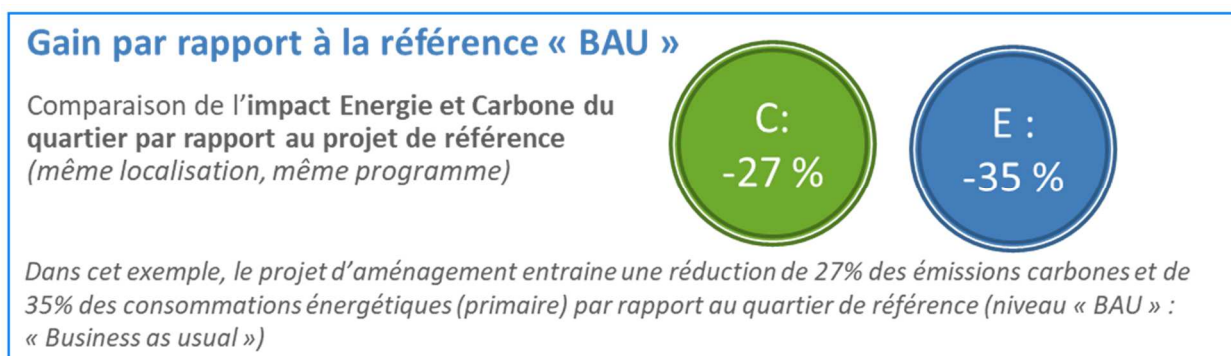 Gain par rapport à la référence « BAU »
Comparaison de l'impact Energie et Carbone du
quartier par rapport au projet de référence
(même localisation, même programme)
C:
-27 %
E :
-35 %
Dans cet exemple, le projet d'aménagement entraine une réduction de 27% des émissions carbones et de
35% des consommations énergétiques (primaire) par rapport au quartier de référence (niveau « BAU » :
« Business as usual »)